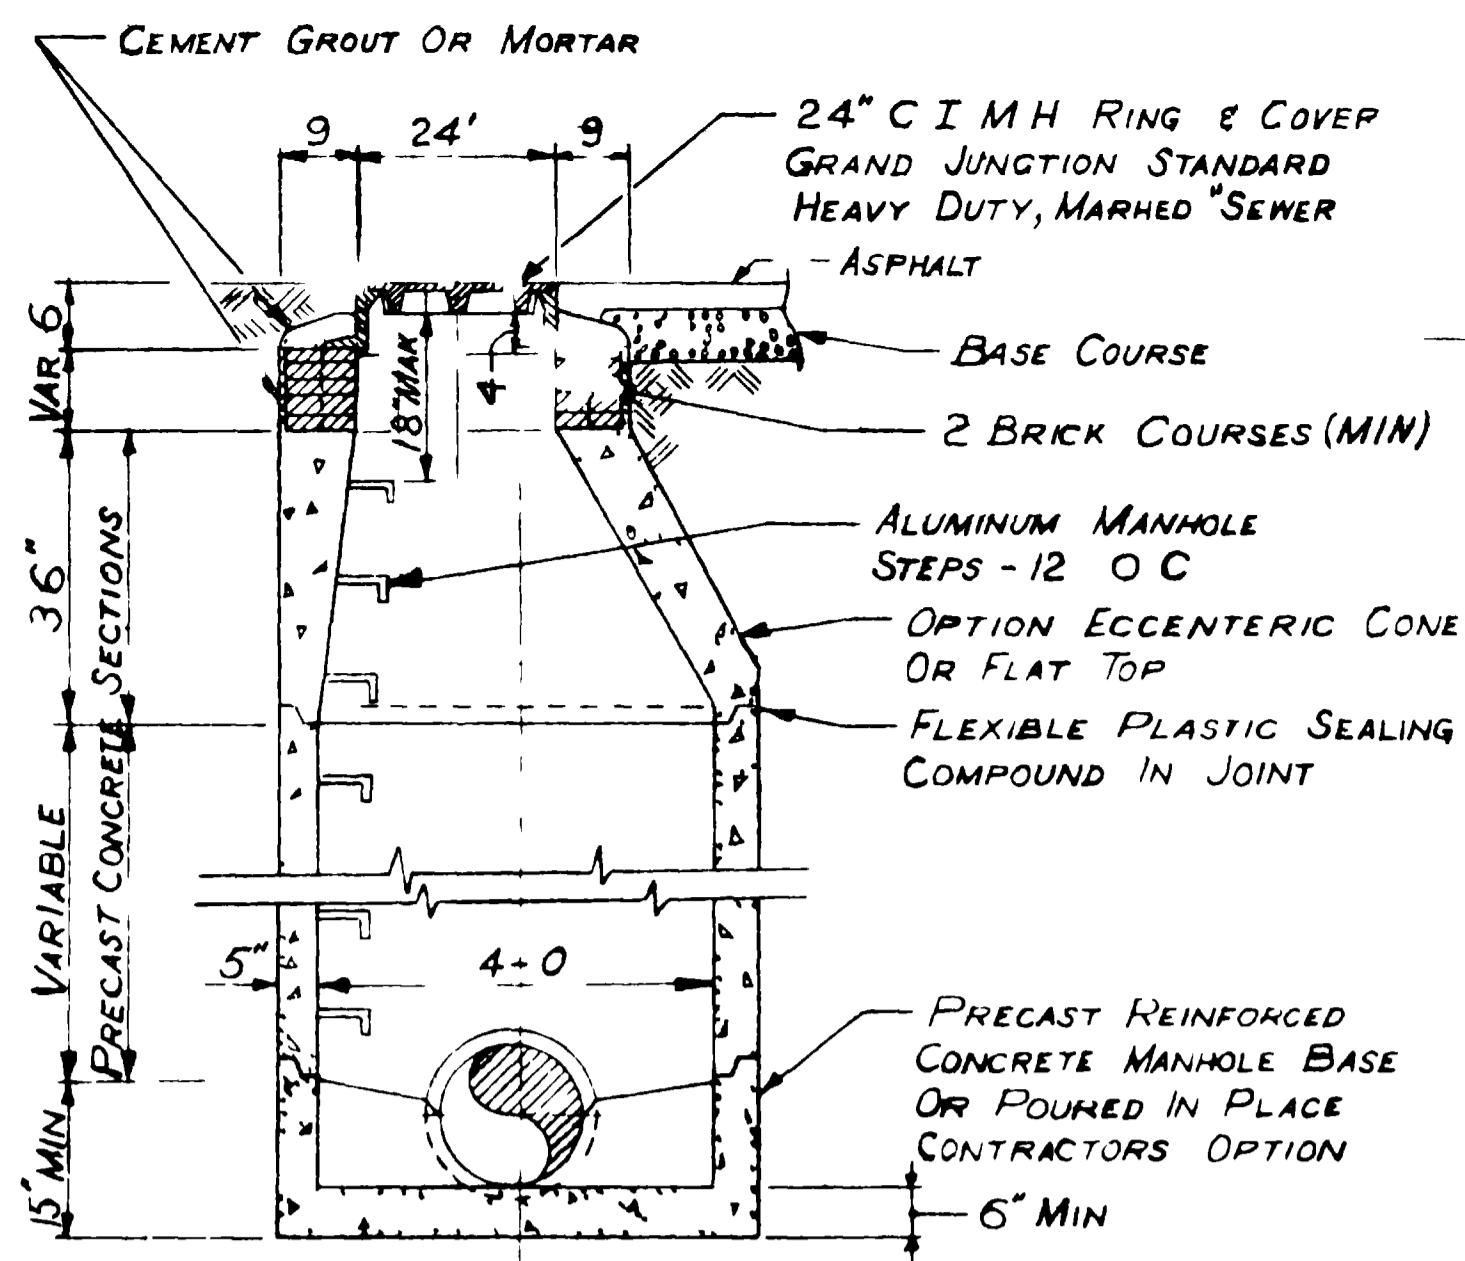 CEMENT GROUT OR MORTAR
9 24' 9
24" C I M H RING & COVER
GRAND JUNCTION STANDARD
HEAVY DUTY, MARHED "SEWER
- ASPHALT
6
BASE COURSE
VAR
18" MAK
4
2 BRICK COURSES (MIN)
ALUMINUM MANHOLE
STEPS - 12 O C
36"
PRECAST CONCRETE SECTIONS
OPTION ECCENTERIC CONE
OR FLAT TOP
FLEXIBLE PLASTIC SEALING
COMPOUND IN JOINT
VARIABLE
5" 4-0
PRECAST REINFORCED
CONCRETE MANHOLE BASE
OR POURED IN PLACE
CONTRACTORS OPTION
15" MIN
6" MIN